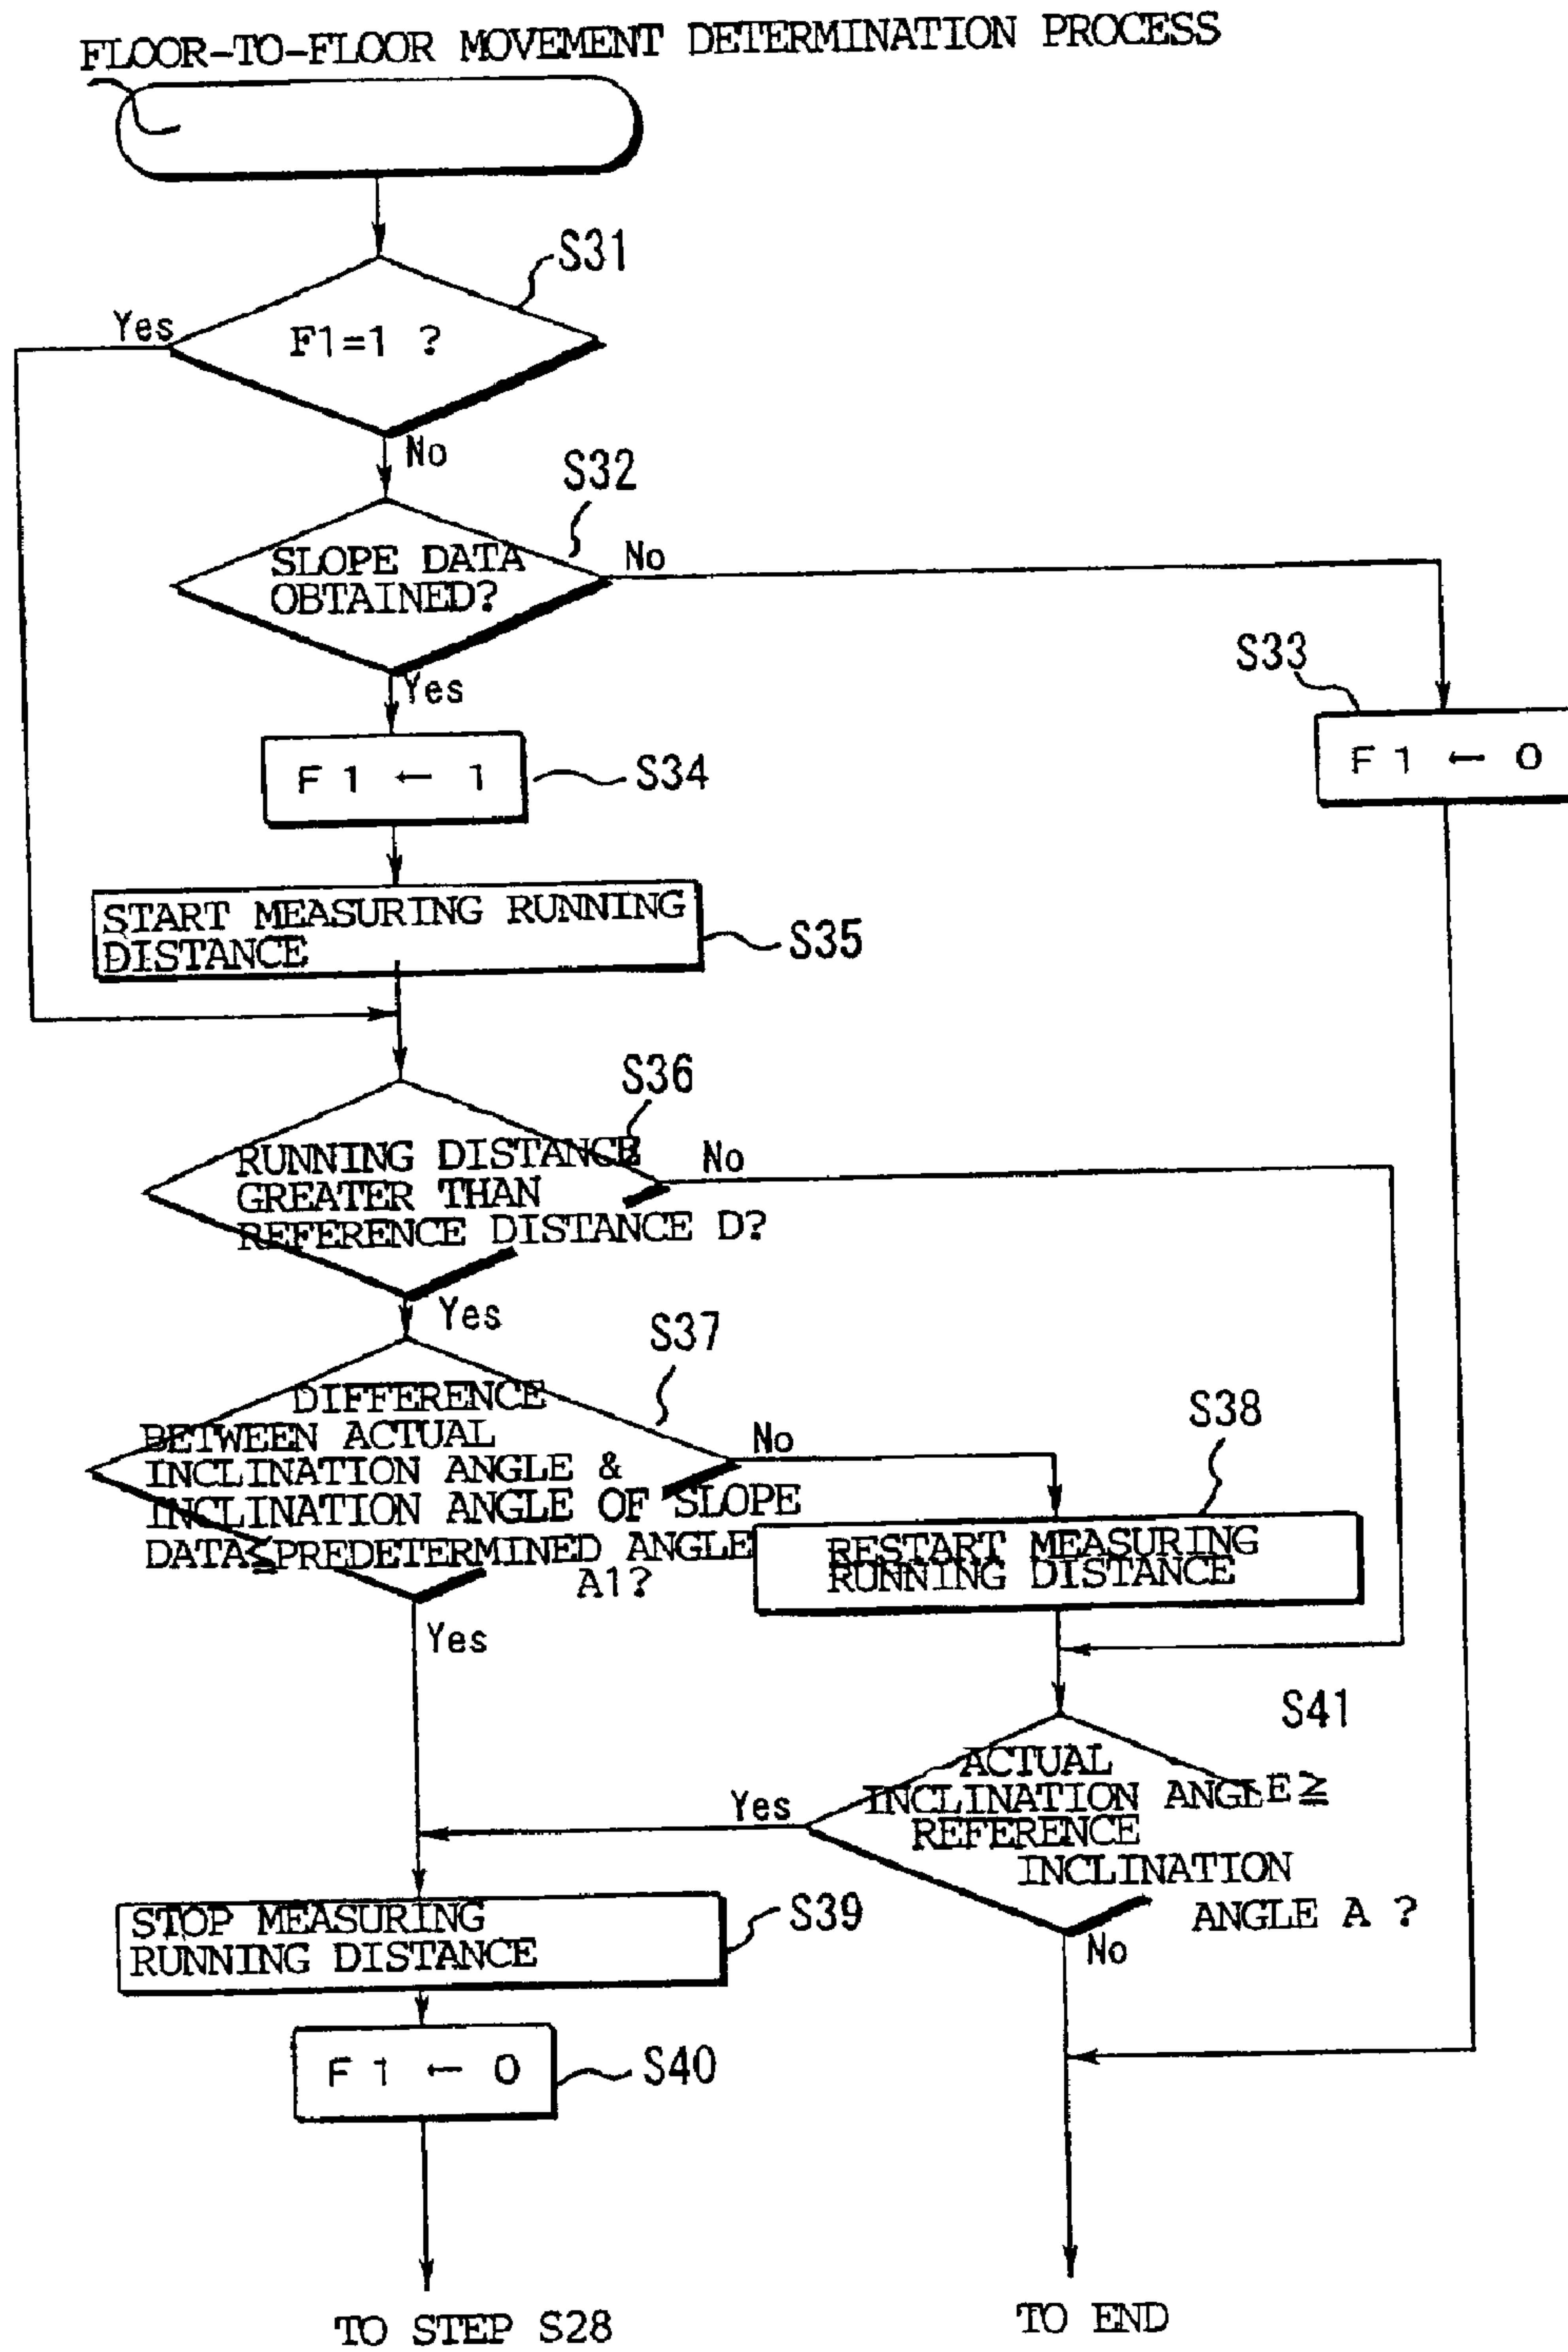 FLOOR-TO-FLOOR MOVEMENT DETERMINATION PROCESS
S31
Yes
F1=1 ?
No
S32
SLOPE DATA
OBTAINED?
No
Yes
S33
F1 ← 0
F1 ← 1
S34
START MEASURING RUNNING
DISTANCE
S35
S36
RUNNING DISTANCE
GREATER THAN
REFERENCE DISTANCE D?
No
Yes
S37
DIFFERENCE
BETWEEN ACTUAL
INCLINATION ANGLE &
INCLINATION ANGLE OF SLOPE
DATA≦PREDETERMINED ANGLE
A1?
No
Yes
S38
RESTART MEASURING
RUNNING DISTANCE
S41
ACTUAL
INCLINATION ANGLE≧
REFERENCE
INCLINATION
ANGLE A ?
Yes
No
STOP MEASURING
RUNNING DISTANCE
S39
F1 ← 0
S40
TO STEP S28
TO END